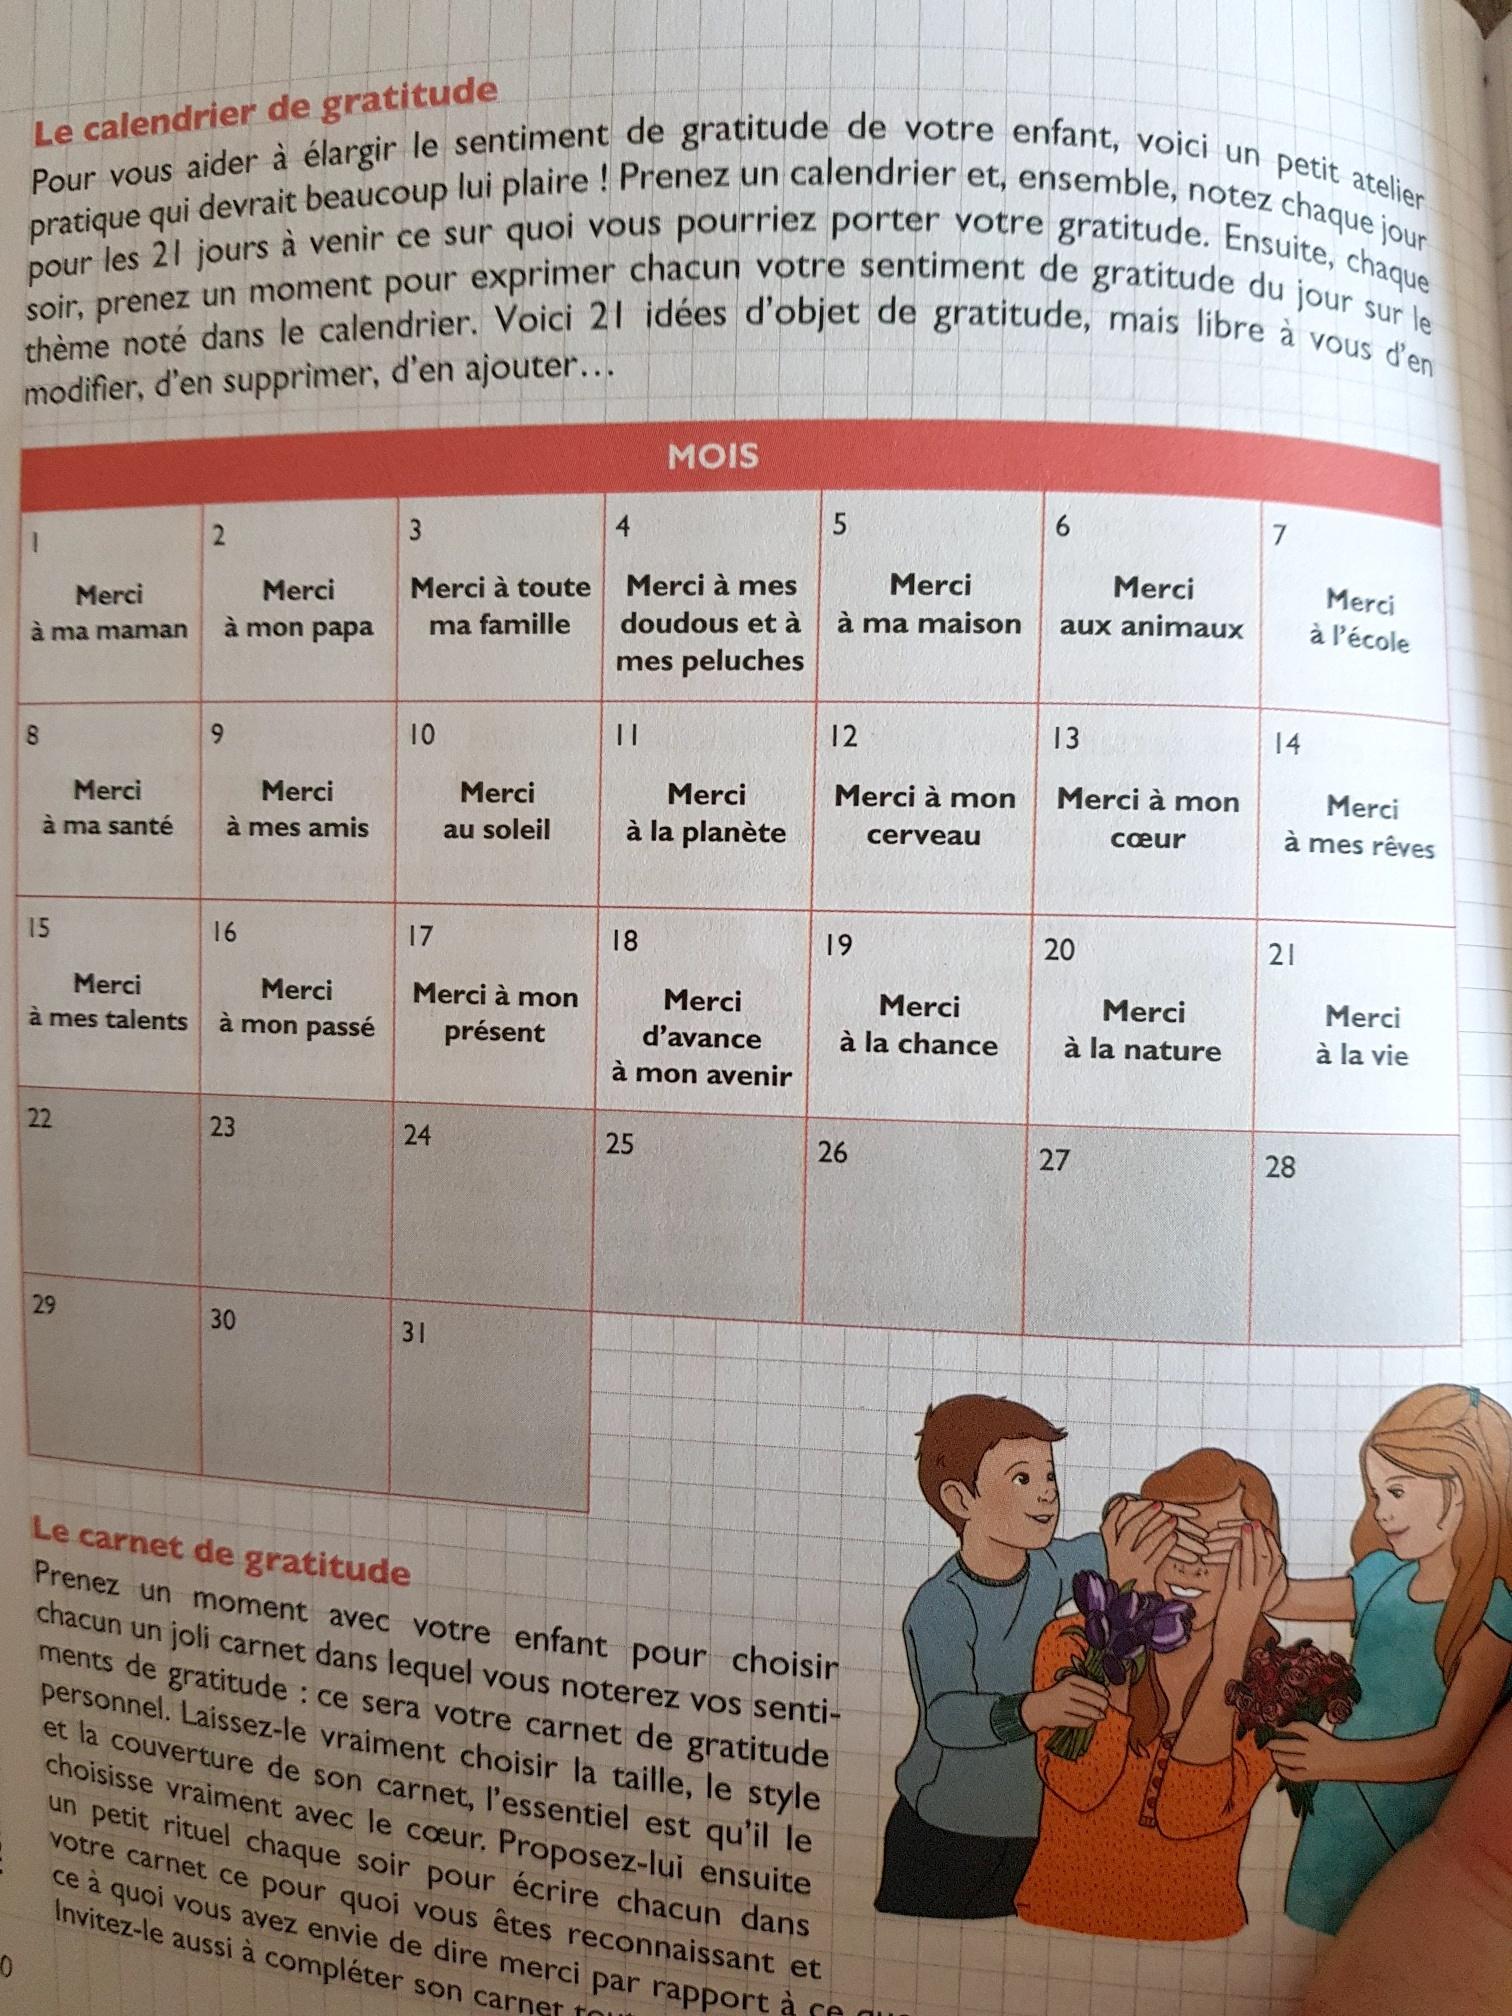 Le calendrier de gratitude
Pour vous aider à élargir le sentiment de gratitude de votre enfant, voici un petit atelier
pratique qui devrait beaucoup lui plaire ! Prenez un calendrier et, ensemble, notez chaque jour
pour les 21 jours à venir ce sur quoi vous pourriez porter votre gratitude. Ensuite, chaque
soir, prenez un moment pour exprimer chacun votre sentiment de gratitude du jour sur le
thème noté dans le calendrier. Voici 21 idées d'objet de gratitude, mais libre à vous d'en
modifier, d'en supprimer, d'en ajouter…
MOIS
1
Merci
à ma maman
2
Merci
à mon papa
3
Merci à toute
ma famille
4
Merci à mes
doudous et à
mes peluches
5
Merci
à ma maison
6
Merci
aux animaux
7
Merci
à l'école
8
Merci
à ma santé
9
Merci
à mes amis
10
Merci
au soleil
11
Merci
à la planète
12
Merci à mon
cerveau
13
Merci à mon
cœur
14
Merci
à mes rêves
15
Merci
à mes talents
16
Merci
à mon passé
17
Merci à mon
présent
18
Merci
d'avance
à mon avenir
19
Merci
à la chance
20
Merci
à la nature
21
Merci
à la vie
22
23
24
25
26
27
28
29
30
31
Le carnet de gratitude
Prenez un moment avec votre enfant pour choisir
chacun un joli carnet dans lequel vous noterez vos senti-
ments de gratitude : ce sera votre carnet de gratitude
personnel. Laissez-le vraiment choisir la taille, le style
et la couverture de son carnet, l'essentiel est qu'il le
choisisse vraiment avec le cœur. Proposez-lui ensuite
un petit rituel chaque soir pour écrire chacun dans
votre carnet ce pour quoi vous êtes reconnaissant et
ce à quoi vous avez envie de dire merci par rapport à ce
Invitez-le aussi à compléter son carnet